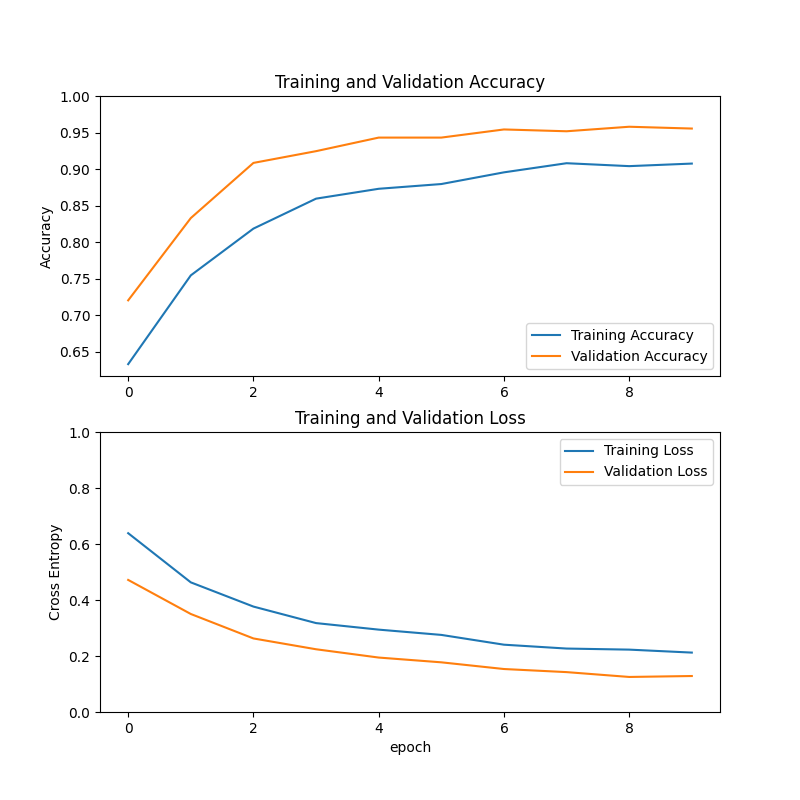 Training and Validation Accuracy
1.00
0.95
0.90
0.85
0.80
0.75
0.70
0.65
Accuracy
Training Accuracy
Validation Accuracy
0 2 4 6 8
Training and Validation Loss
1.0
0.8
0.6
0.4
0.2
0.0
Cross Entropy
Training Loss
Validation Loss
0 2 4 6 8
epoch